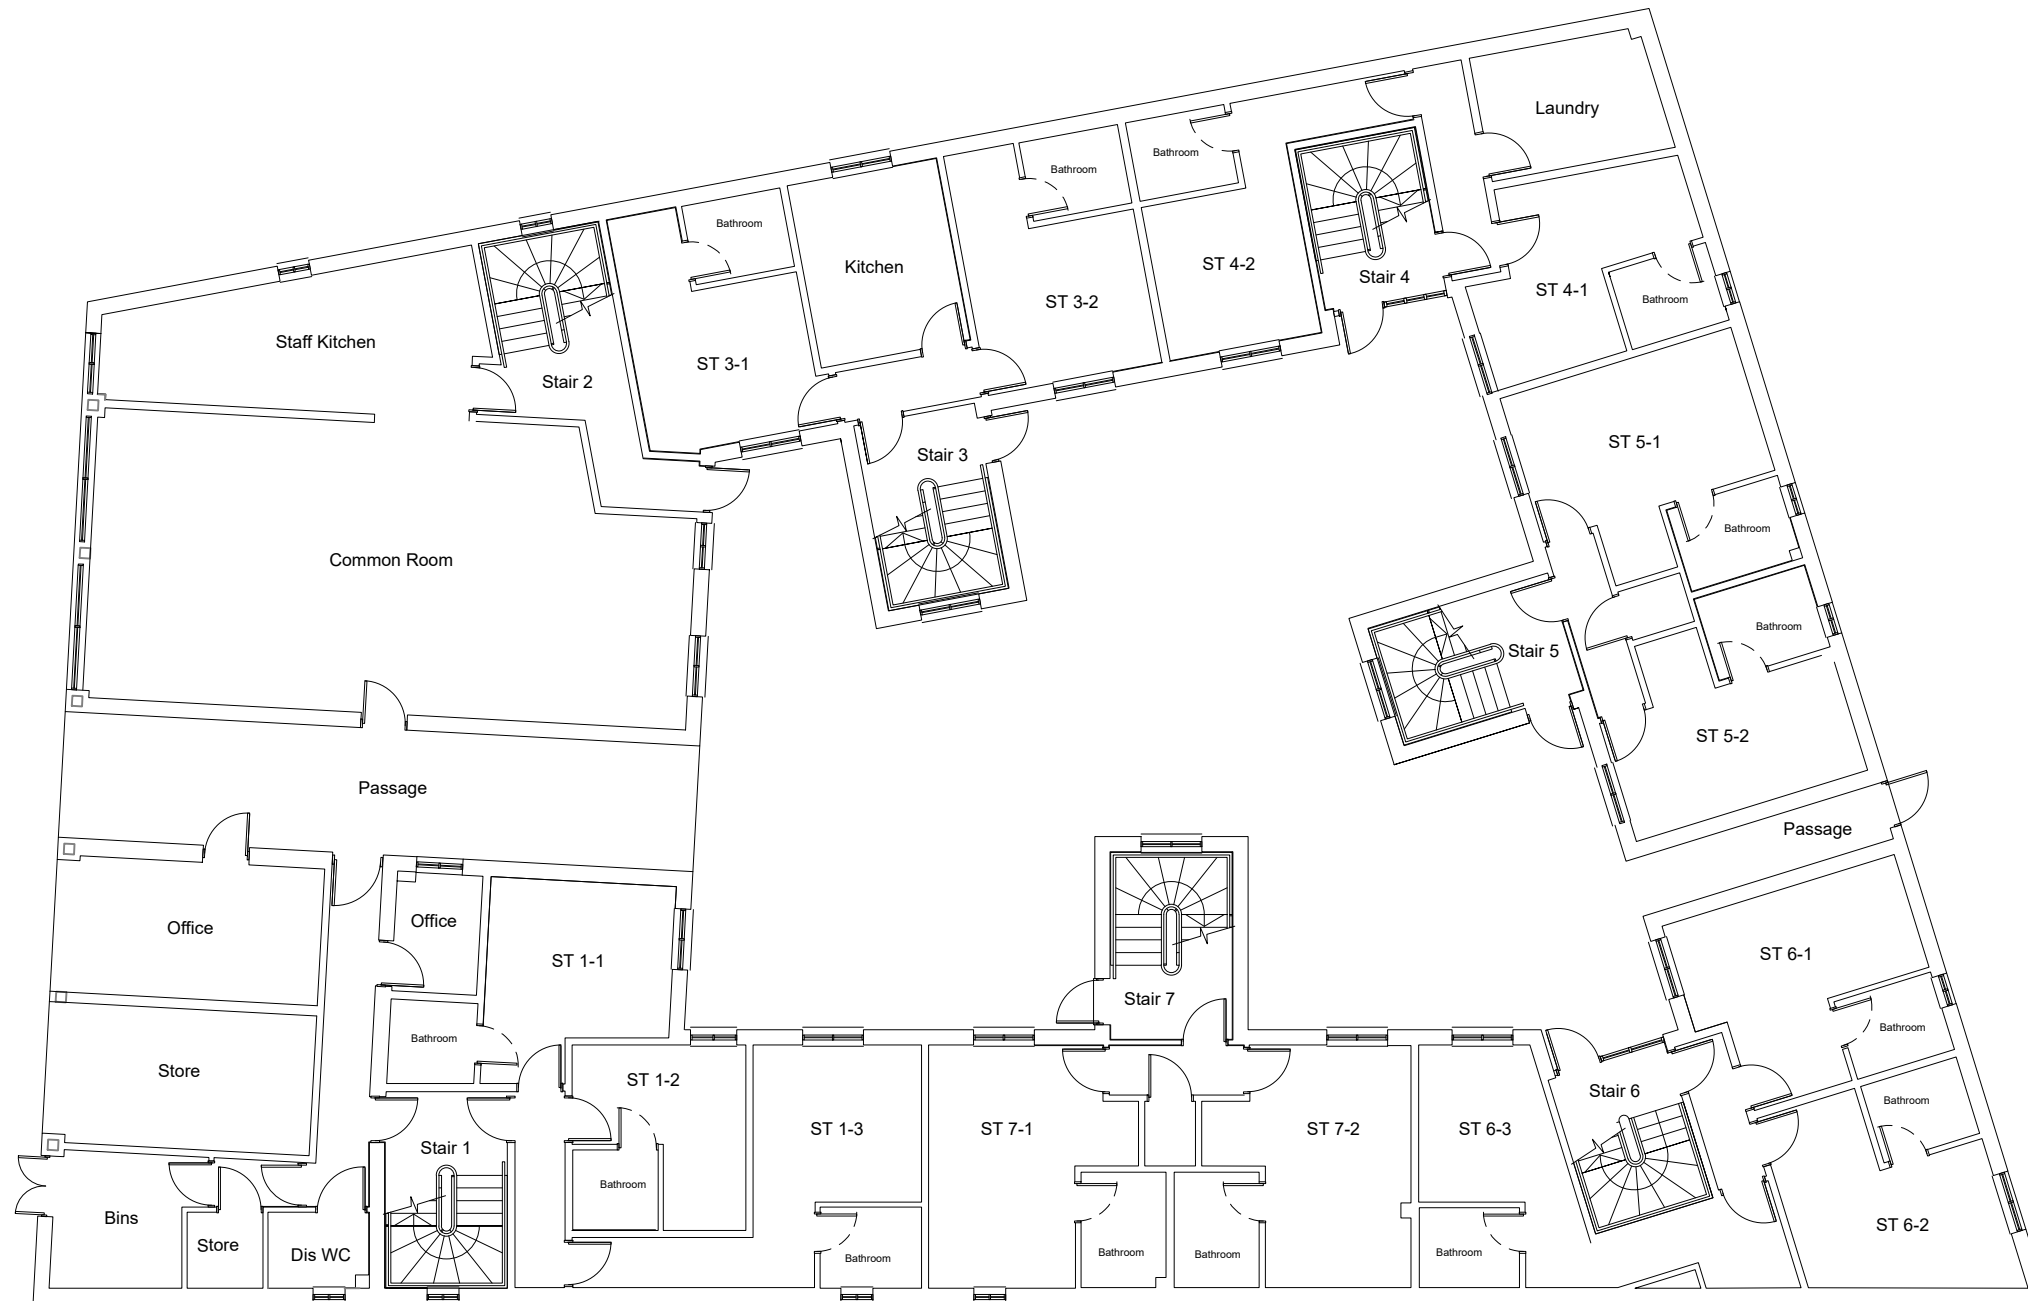 Laundry
Bathroom
Bathroom
Bathroom
Kitchen
ST 4-2
Stair 4
ST 4-1
Bathroom
ST 3-2
Staff Kitchen
Stair 2
ST 3-1
ST 5-1
Stair 3
Bathroom
Common Room
Bathroom
Stair 5
ST 5-2
Passage
Passage
Office
Office
ST 1-1
ST 6-1
Stair 7
Bathroom
Bathroom
Store
ST 1-2
Stair 6
Bathroom
Stair 1
ST 1-3
ST 7-1
ST 7-2
ST 6-3
Bathroom
Bins
Store
Dis WC
Bathroom
Bathroom
Bathroom
Bathroom
ST 6-2